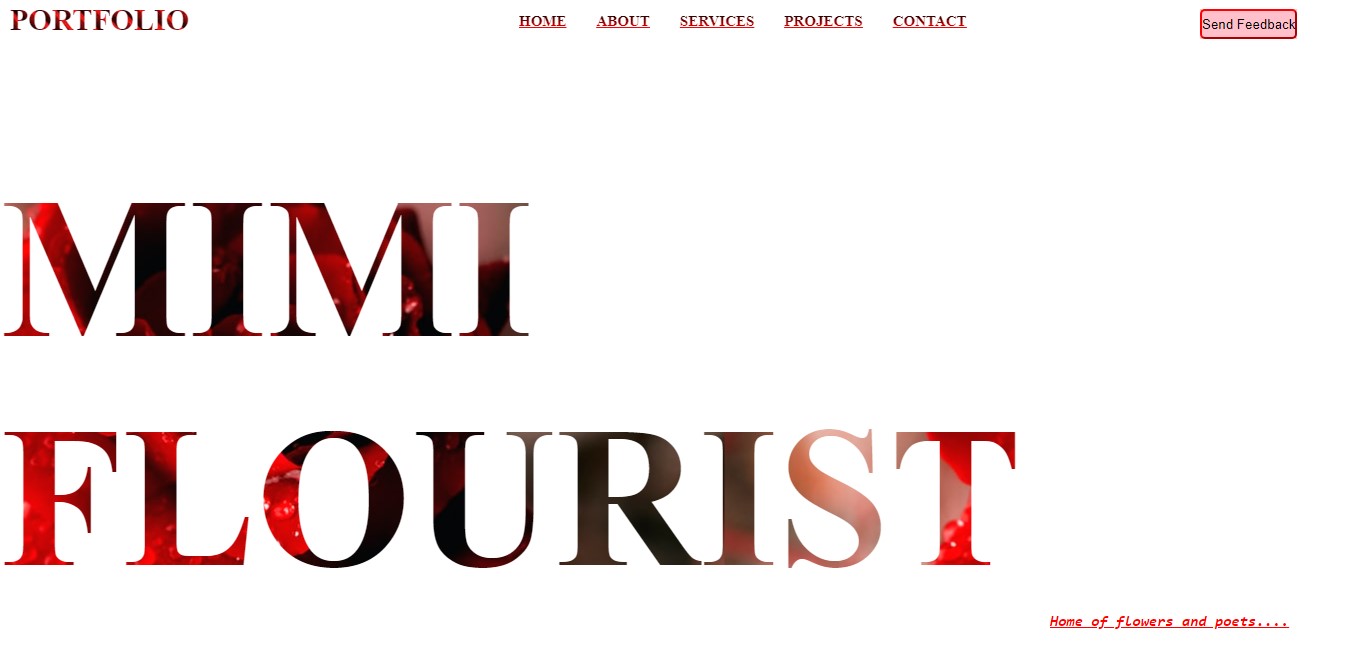 PORTFOLIO HOME ABOUT SERVICES PROJECTS CONTACT Send Feedback
MIMI
FLOURIST
Home of flowers and poets....